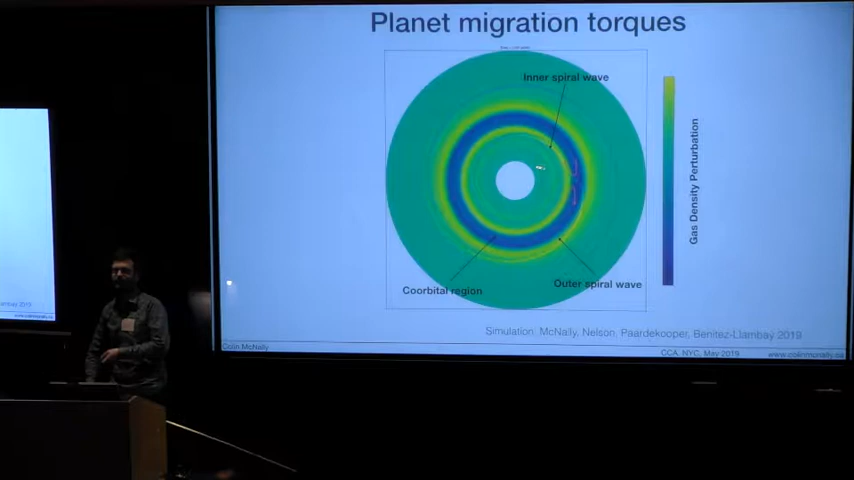 Planet migration torques
Inner spiral wave
Gas Density Perturbation
Coorbital region
Outer spiral wave
Simulation: McNally, Nelson, Paardekooper, Benitez-Llambay 2019
Colin McNally
CCA, NYC, May 2019
www.colinmcnally.ca